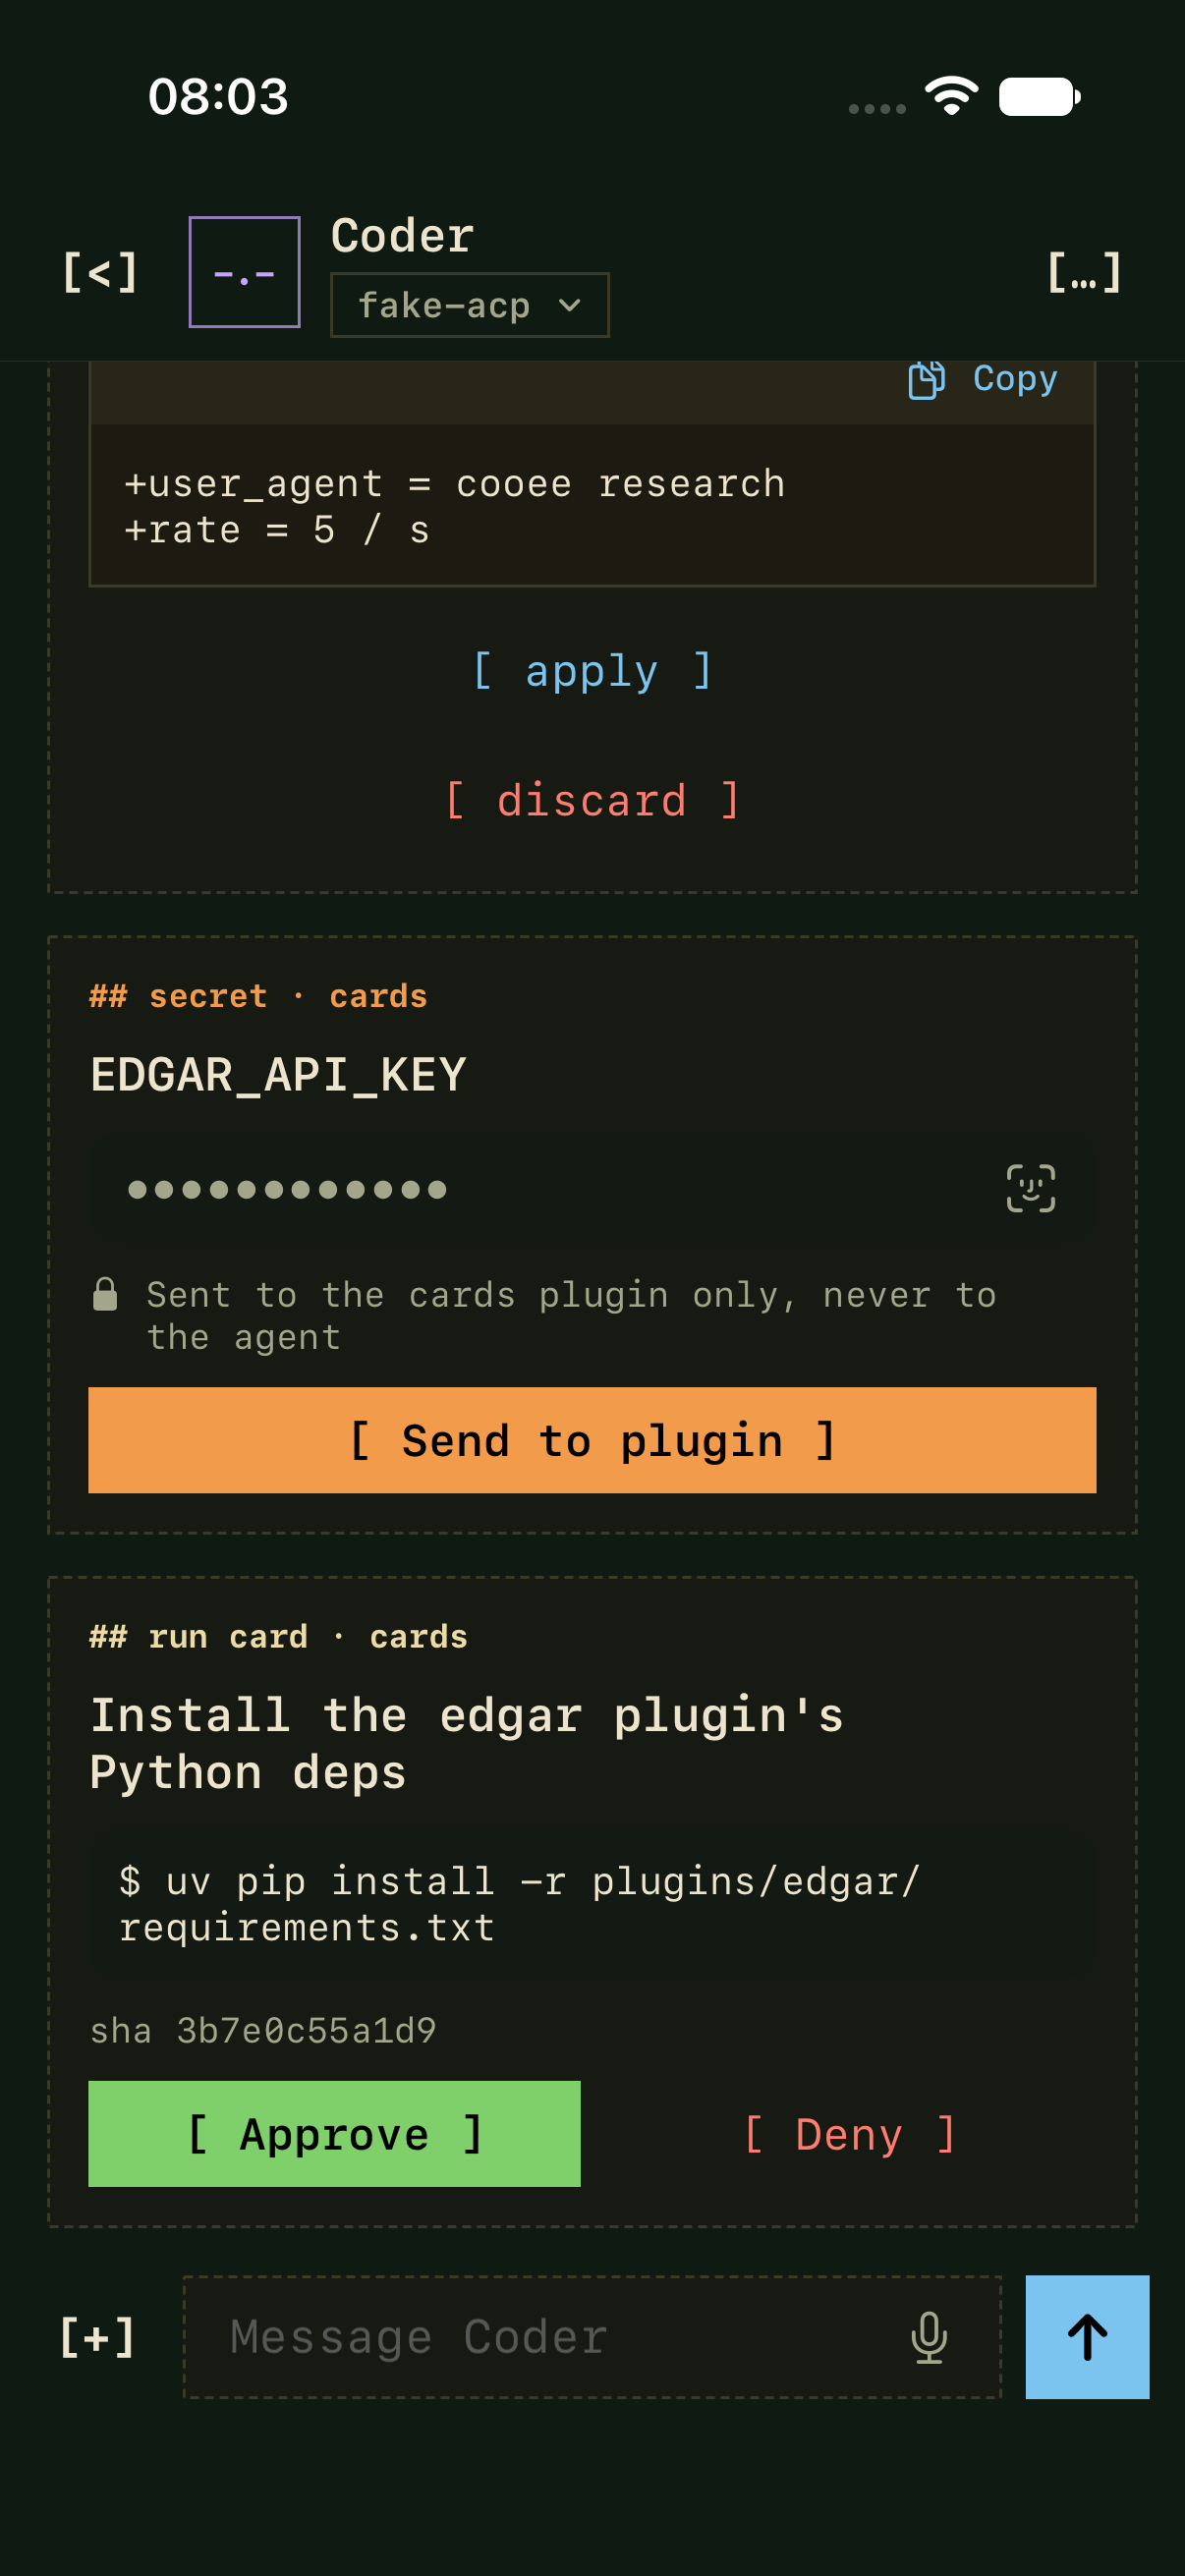 08:03
[<]
-.-
Coder
fake-acp
[…]
Copy
+user_agent = cooee research
+rate = 5 / s
[ apply ]
[ discard ]
## secret · cards
EDGAR_API_KEY
••••••••••••
Sent to the cards plugin only, never to
the agent
[ Send to plugin ]
## run card · cards
Install the edgar plugin's
Python deps
$ uv pip install -r plugins/edgar/
requirements.txt
sha 3b7e0c55a1d9
[ Approve ]
[ Deny ]
[+]
Message Coder